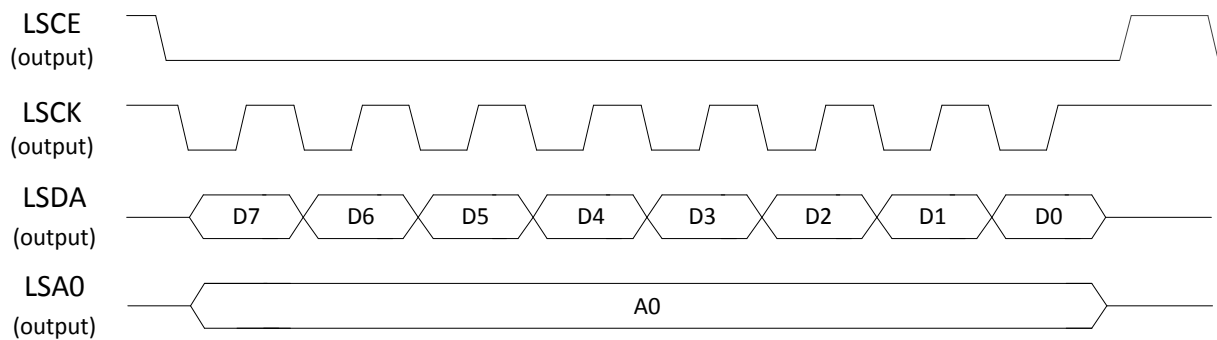 LSCE
(output)
LSCK
(output)
LSDA
(output)
D7 D6 D5 D4 D3 D2 D1 D0
LSA0
(output)
A0